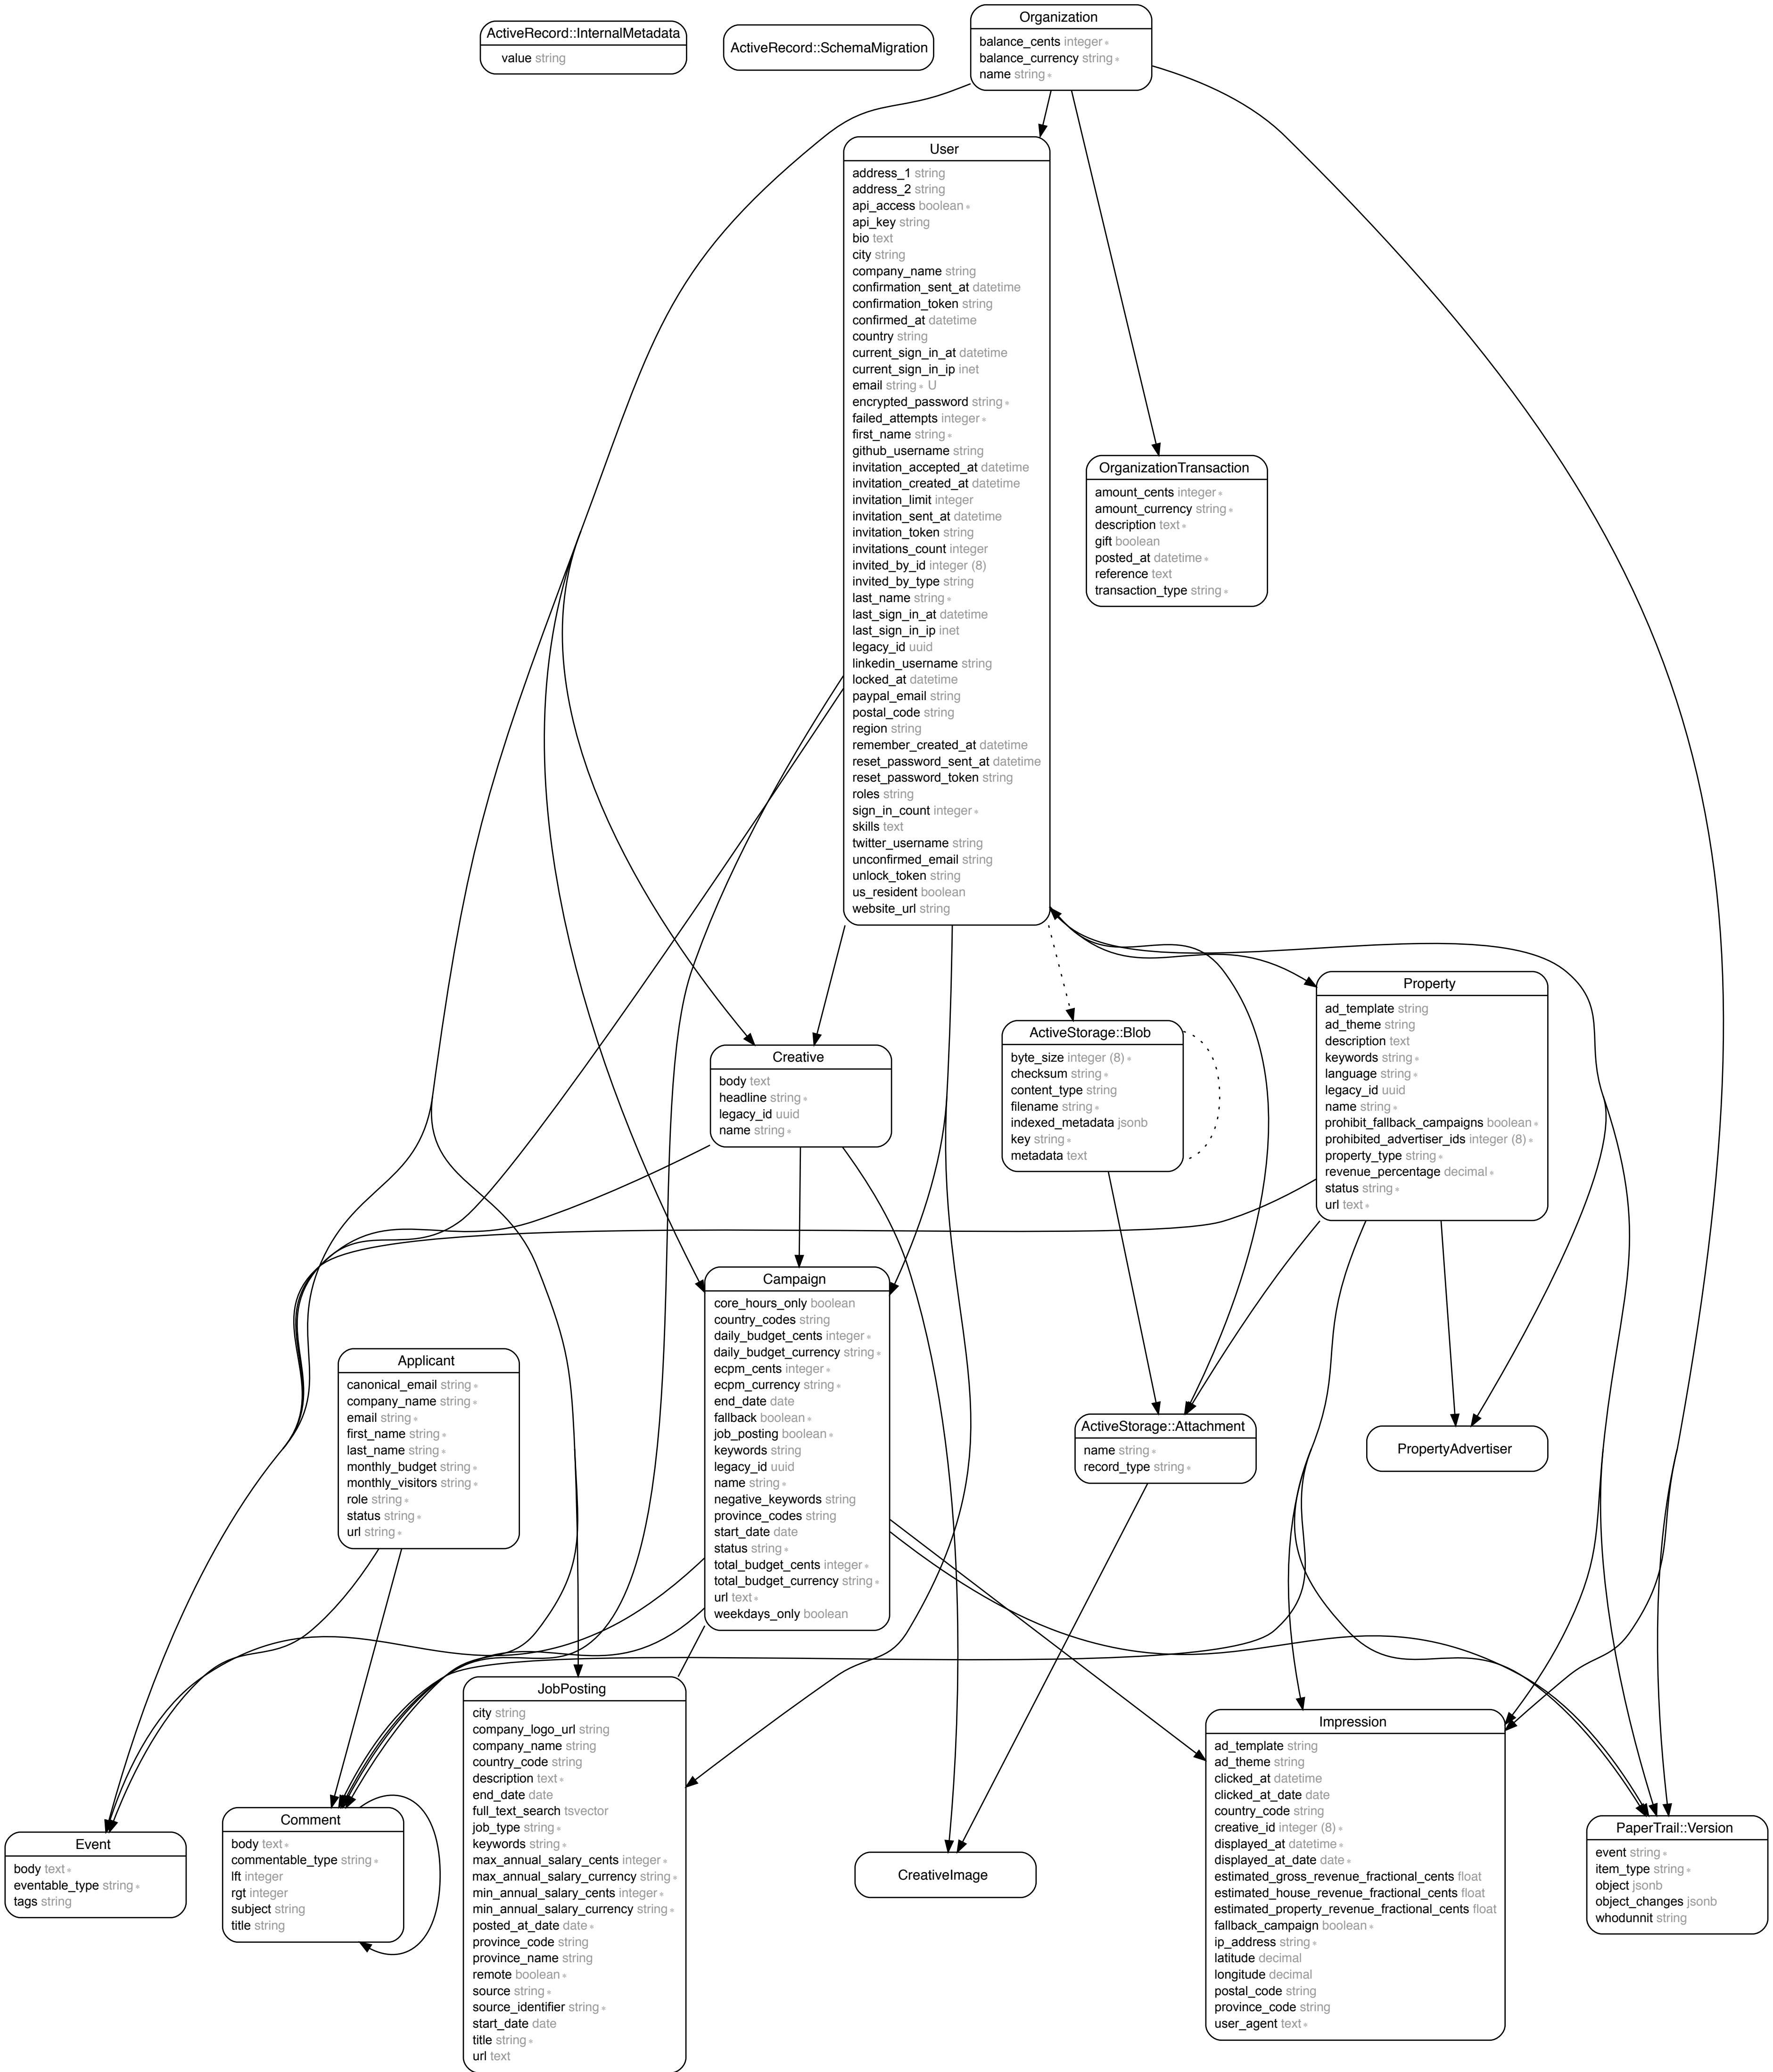 ActiveRecord::InternalMetadata
value string
ActiveRecord::SchemaMigration
Organization
balance_cents integer *
balance_currency string *
name string *
User
address_1 string
address_2 string
api_access boolean *
api_key string
bio text
city string
company_name string
confirmation_sent_at datetime
confirmation_token string
confirmed_at datetime
country string
current_sign_in_at datetime
current_sign_in_ip inet
email string * U
encrypted_password string *
failed_attempts integer *
first_name string *
github_username string
invitation_accepted_at datetime
invitation_created_at datetime
invitation_limit integer
invitation_sent_at datetime
invitation_token string
invitations_count integer
invited_by_id integer (8)
invited_by_type string
last_name string *
last_sign_in_at datetime
last_sign_in_ip inet
legacy_id uuid
linkedin_username string
locked_at datetime
paypal_email string
postal_code string
region string
remember_created_at datetime
reset_password_sent_at datetime
reset_password_token string
roles string
sign_in_count integer *
skills text
twitter_username string
unconfirmed_email string
unlock_token string
us_resident boolean
website_url string
OrganizationTransaction
amount_cents integer *
amount_currency string *
description text *
gift boolean
posted_at datetime *
reference text
transaction_type string *
Creative
body text
headline string *
legacy_id uuid
name string *
ActiveStorage::Blob
byte_size integer (8) *
checksum string *
content_type string
filename string *
indexed_metadata jsonb
key string *
metadata text
Property
ad_template string
ad_theme string
description text
keywords string *
language string *
legacy_id uuid
name string *
prohibit_fallback_campaigns boolean *
prohibited_advertiser_ids integer (8) *
property_type string *
revenue_percentage decimal *
status string *
url text *
Campaign
core_hours_only boolean
country_codes string
daily_budget_cents integer *
daily_budget_currency string *
ecpm_cents integer *
ecpm_currency string *
end_date date
fallback boolean *
job_posting boolean *
keywords string
legacy_id uuid
name string *
negative_keywords string
province_codes string
start_date date
status string *
total_budget_cents integer *
total_budget_currency string *
url text *
weekdays_only boolean
Applicant
canonical_email string *
company_name string *
email string *
first_name string *
last_name string *
monthly_budget string *
monthly_visitors string *
role string *
status string *
url string *
ActiveStorage::Attachment
name string *
record_type string *
PropertyAdvertiser
Event
body text *
eventable_type string *
tags string
Comment
body text *
commentable_type string *
lft integer
rgt integer
subject string
title string
JobPosting
city string
company_logo_url string
company_name string
country_code string
description text *
end_date date
full_text_search tsvector
job_type string *
keywords string *
max_annual_salary_cents integer *
max_annual_salary_currency string *
min_annual_salary_cents integer *
min_annual_salary_currency string *
posted_at_date date *
province_code string
province_name string
remote boolean *
source string *
source_identifier string *
start_date date
title string *
url text
CreativeImage
Impression
ad_template string
ad_theme string
clicked_at datetime
clicked_at_date date
country_code string
creative_id integer (8) *
displayed_at datetime *
displayed_at_date date *
estimated_gross_revenue_fractional_cents float
estimated_house_revenue_fractional_cents float
estimated_property_revenue_fractional_cents float
fallback_campaign boolean *
ip_address string *
latitude decimal
longitude decimal
postal_code string
province_code string
user_agent text *
PaperTrail::Version
event string *
item_type string *
object jsonb
object_changes jsonb
whodunnit string